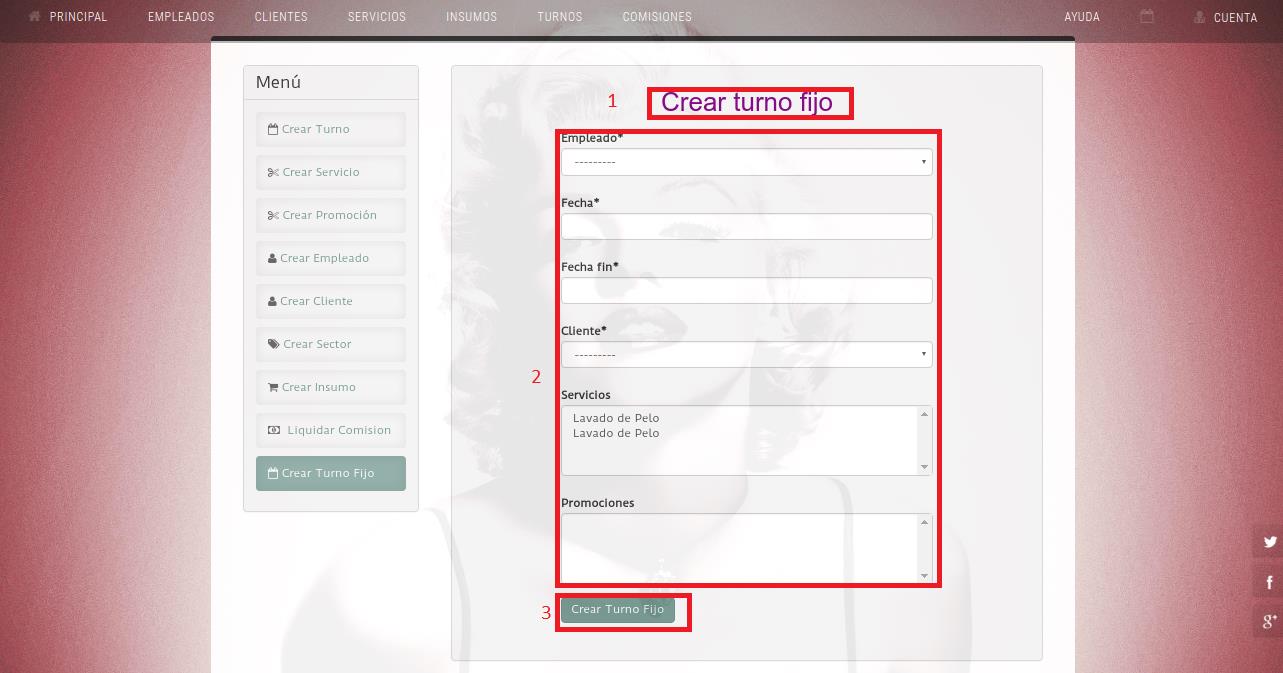 PRINCIPAL EMPLEADOS CLIENTES SERVICIOS INSUMOS TURNOS COMISIONES AYUDA CUENTA
Menú
Crear Turno
Crear Servicio
Crear Promoción
Crear Empleado
Crear Cliente
Crear Sector
Crear Insumo
Liquidar Comision
Crear Turno Fijo
1
Crear turno fijo
2
Empleado*
---------
Fecha*
Fecha fin*
Cliente*
---------
Servicios
Lavado de Pelo
Lavado de Pelo
Promociones
3
Crear Turno Fijo